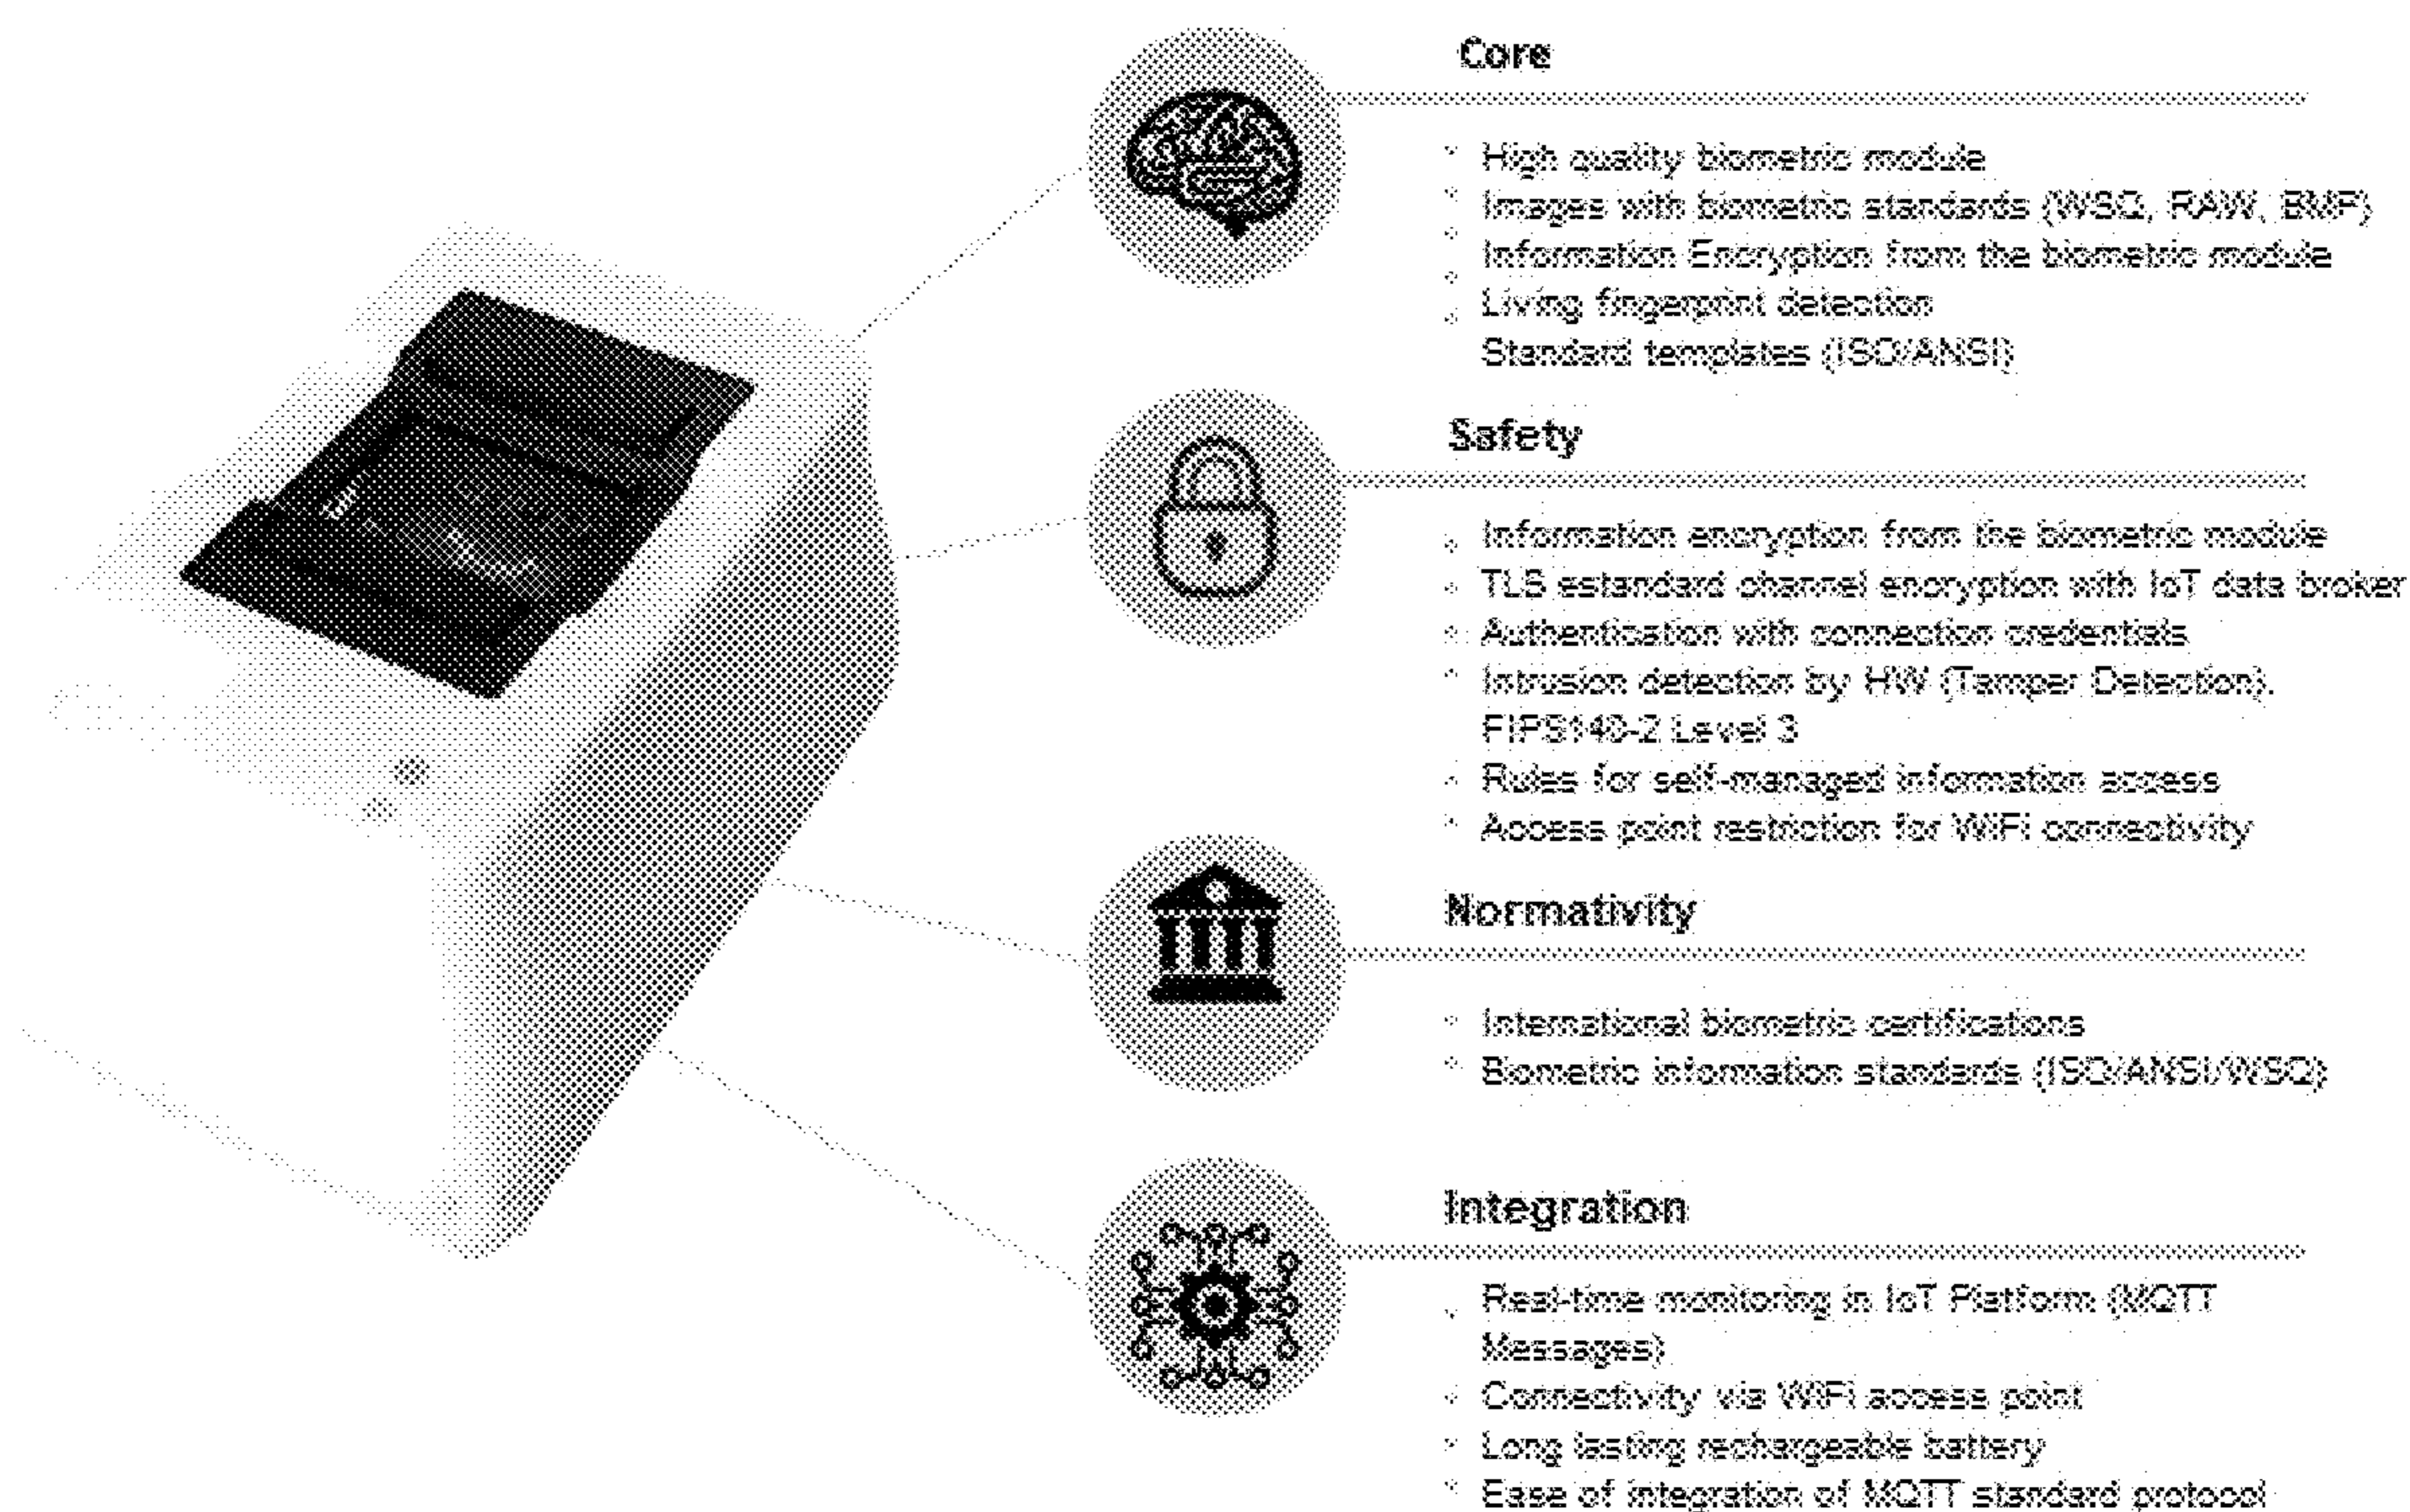 Core
High quality biometric module
Images with biometric standards (WSQ, RAW, BMP)
Information Encryption from the biometric module
Living fingerprint detection
Standard templates (ISO/ANSI)
Safety
Information encryption from the biometric module
TLS estandard channel encryption with IoT data broker
Authentication with connection credentials
Intrusion detection by HW (Tamper Detection).
FIPS140-2 Level 3
Rules for self-managed information access
Access point restriction for WiFi connectivity
Normativity
International biometric certifications
Biometric information standards (ISO/ANSI/WSQ)
Integration
Real-time monitoring in IoT Platform (MQTT
Messages)
Connectivity via WiFi access point
Long lasting rechargeable battery
Ease of integration of MQTT standard protocol